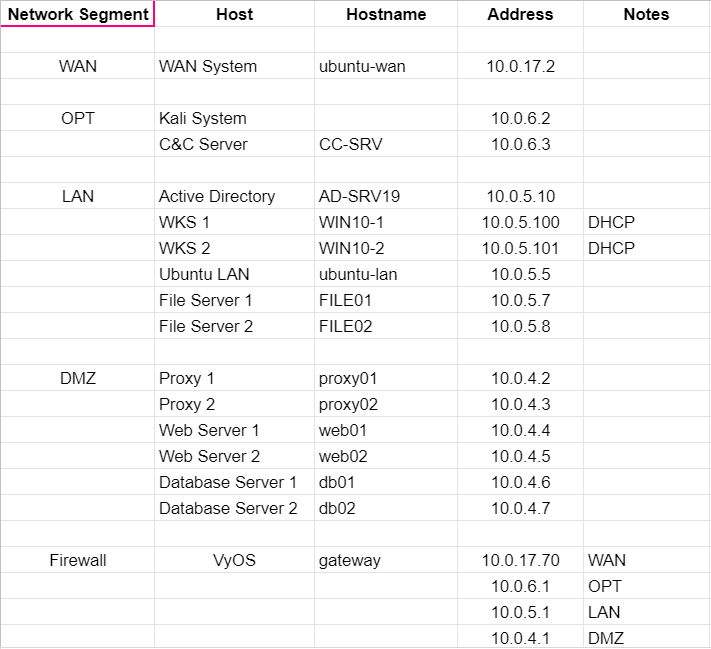 Network Segment Host Hostname Address Notes
WAN WAN System ubuntu-wan 10.0.17.2
OPT Kali System 10.0.6.2
C&C Server CC-SRV 10.0.6.3
LAN Active Directory AD-SRV19 10.0.5.10
WKS 1 WIN10-1 10.0.5.100 DHCP
WKS 2 WIN10-2 10.0.5.101 DHCP
Ubuntu LAN ubuntu-lan 10.0.5.5
File Server 1 FILE01 10.0.5.7
File Server 2 FILE02 10.0.5.8
DMZ Proxy 1 proxy01 10.0.4.2
Proxy 2 proxy02 10.0.4.3
Web Server 1 web01 10.0.4.4
Web Server 2 web02 10.0.4.5
Database Server 1 db01 10.0.4.6
Database Server 2 db02 10.0.4.7
Firewall VyOS gateway 10.0.17.70 WAN
10.0.6.1 OPT
10.0.5.1 LAN
10.0.4.1 DMZ